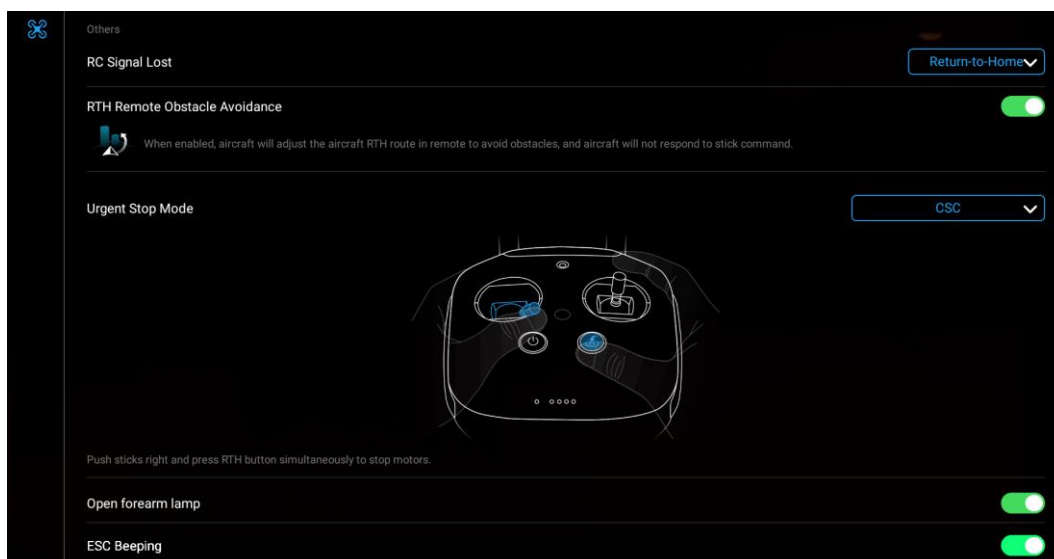 Others
RC Signal Lost
Return-to-Home
RTH Remote Obstacle Avoidance
When enabled, aircraft will adjust the aircraft RTH route in remote to avoid obstacles, and aircraft will not respond to stick command.
Urgent Stop Mode
CSC
Push sticks right and press RTH button simultaneously to stop motors.
Open forearm lamp
ESC Beeping